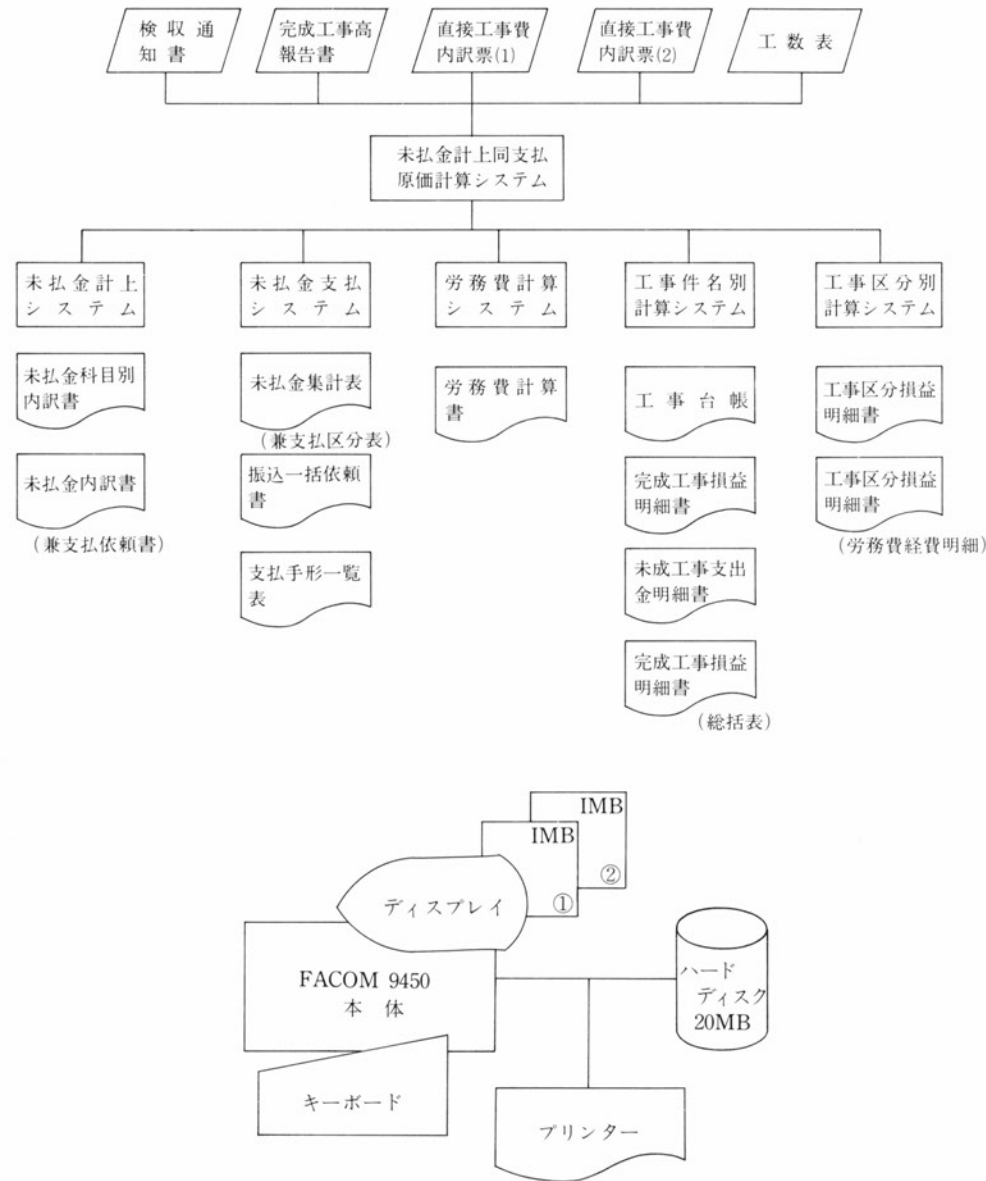 検収通
知書
完成工事高
報告書
直接工事費
内訳票(1)
直接工事費
内訳票(2)
工数表
未払金計上同支払
原価計算システム
未払金計上
システム
未払金支払
システム
労務費計算
システム
工事件名別
計算システム
工事区分別
計算システム
未払金科目別
内訳書
未払金内訳書
(兼支払依頼書)
未払金集計表
(兼支払区分表)
振込一括依頼
書
支払手形一覧
表
労務費計算
書
工事台帳
完成工事損益
明細書
未成工事支出
金明細書
完成工事損益
明細書
(総括表)
工事区分損益
明細書
工事区分損益
明細書
(労務費経費明細)
IMB
②
IMB
①
ディスプレイ
FACOM 9450
本体
キーボード
プリンター
ハード
ディスク
20MB